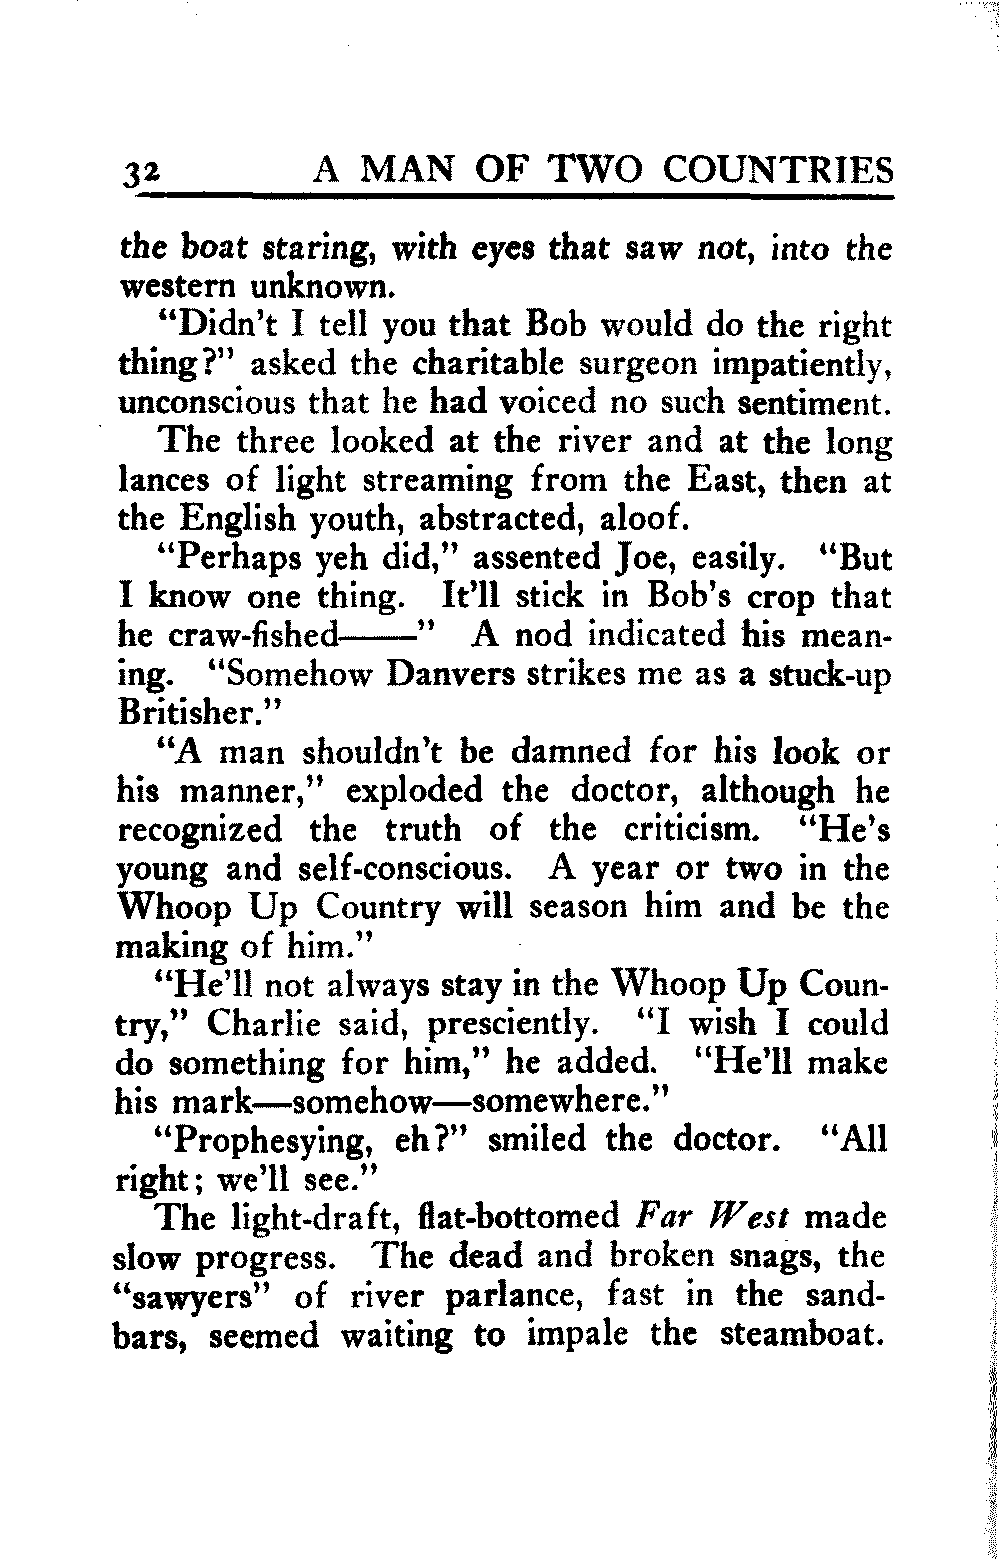 32 A MAN OF TWO COUNTRIES
the boat staring, with eyes that saw not, into the
western unknown.
“Didn't I tell you that Bob would do the right
thing?” asked the charitable surgeon impatiently,
unconscious that he had voiced no such sentiment.
The three looked at the river and at the long
lances of light streaming from the East, then at
the English youth, abstracted, aloof.
“Perhaps yeh did,” assented Joe, easily. “But
I know one thing. It'll stick in Bob's crop that
he craw-fished——” A nod indicated his mean-
ing. “Somehow Danvers strikes me as a stuck-up
Britisher.”
“A man shouldn't be damned for his look or
his manner,” exploded the doctor, although he
recognized the truth of the criticism. “He's
young and self-conscious. A year or two in the
Whoop Up Country will season him and be the
making of him.”
“He'll not always stay in the Whoop Up Coun-
try,” Charlie said, presciently. “I wish I could
do something for him,” he added. “He'll make
his mark—somehow—somewhere.”
“Prophesying, eh?” smiled the doctor. “All
right; we'll see.”
The light-draft, flat-bottomed Far West made
slow progress. The dead and broken snags, the
“sawyers” of river parlance, fast in the sand-
bars, seemed waiting to impale the steamboat.